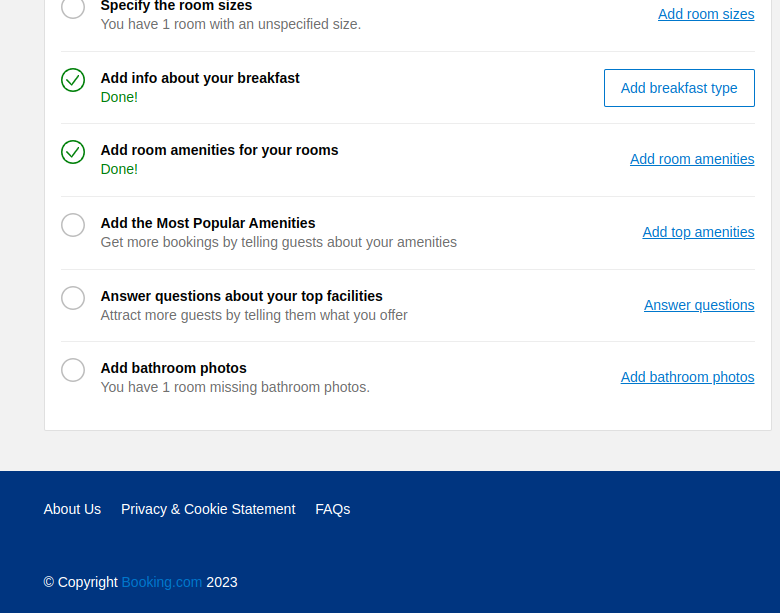 Specify the room sizes
You have 1 room with an unspecified size.
Add room sizes
Add info about your breakfast
Done!
Add breakfast type
Add room amenities for your rooms
Done!
Add room amenities
Add the Most Popular Amenities
Get more bookings by telling guests about your amenities
Add top amenities
Answer questions about your top facilities
Attract more guests by telling them what you offer
Answer questions
Add bathroom photos
You have 1 room missing bathroom photos.
Add bathroom photos
About Us Privacy & Cookie Statement FAQs
© Copyright Booking.com 2023